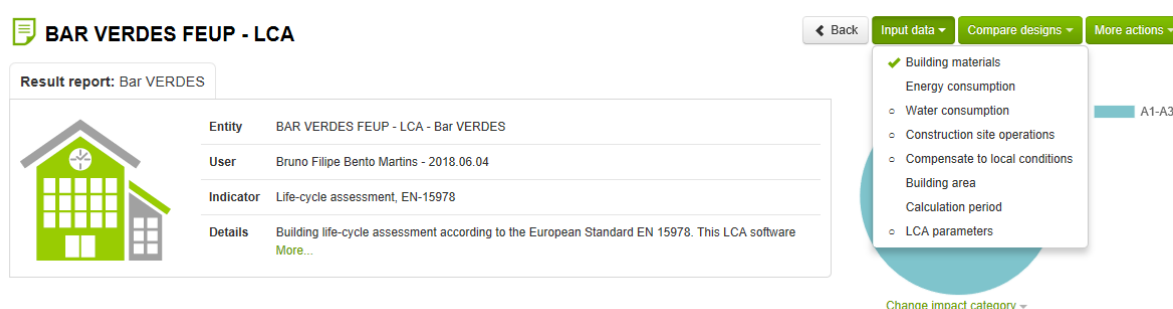 BAR VERDES FEUP - LCA
Back
Input data
Compare designs
More actions
Result report: Bar VERDES
Entity BAR VERDES FEUP - LCA - Bar VERDES
User Bruno Filipe Bento Martins - 2018.06.04
Indicator Life-cycle assessment, EN-15978
Details Building life-cycle assessment according to the European Standard EN 15978. This LCA software
More...
Building materials
Energy consumption
Water consumption
Construction site operations
Compensate to local conditions
Building area
Calculation period
LCA parameters
A1-A3
Change impact category